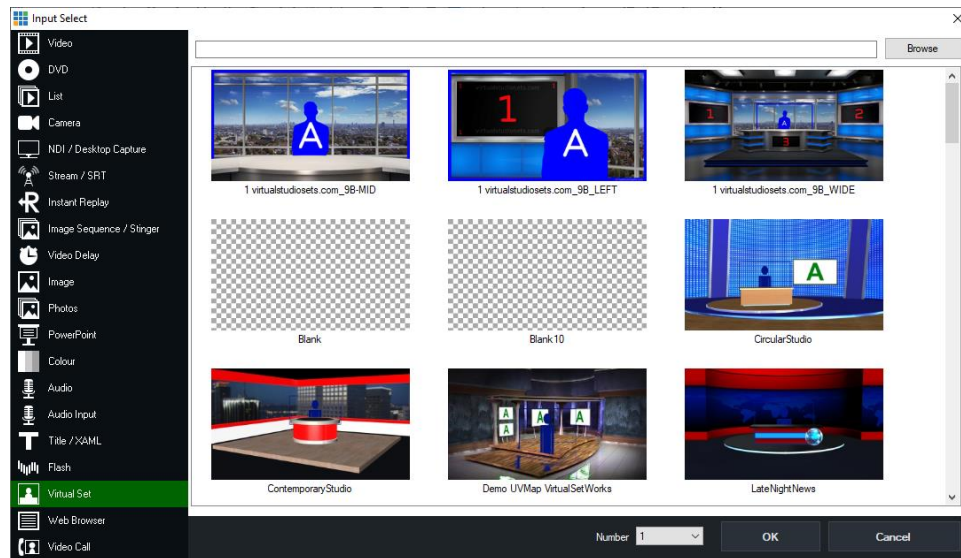 Input Select
Video
DVD
List
Camera
NDI / Desktop Capture
Stream / SRT
Instant Replay
Image Sequence / Stinger
Video Delay
Image
Photos
PowerPoint
Colour
Audio
Audio Input
Title / XAML
Flash
Virtual Set
Web Browser
Video Call
Browse
A
1
A
1
A
2
3
1 virtualstudiosets.com_9B-MID
1 virtualstudiosets.com_9B_LEFT
1 virtualstudiosets.com_9B_WIDE
A
Blank
Blank10
CircularStudio
A
A
A
A
ContemporaryStudio
Demo UVMap VirtualSetWorks
LateNightNews
Number 1
OK
Cancel